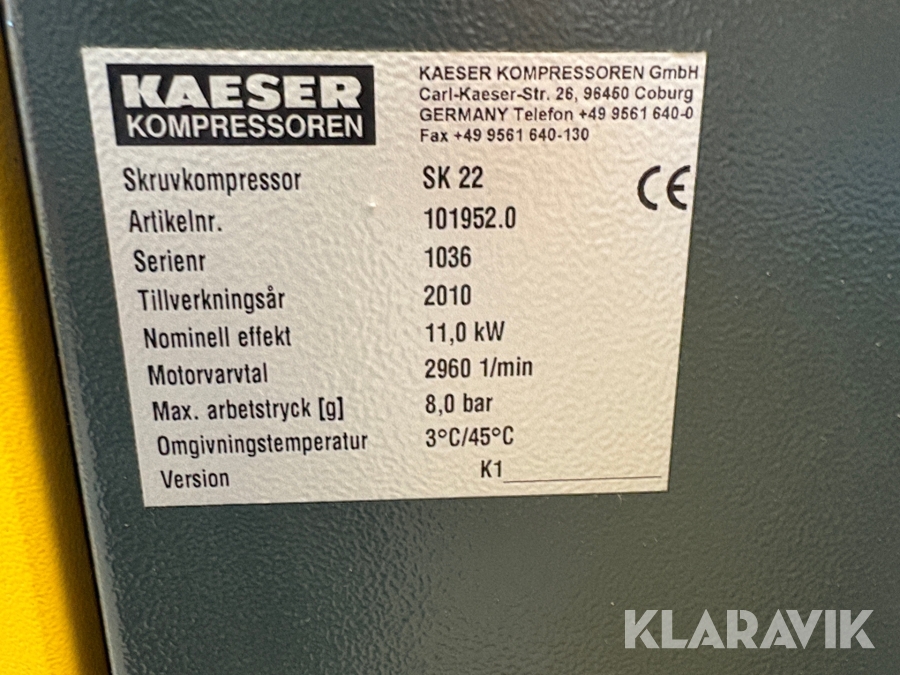 KAESER
KOMPRESSOREN
KAESER KOMPRESSOREN GmbH
Carl-Kaeser-Str. 26, 96450 Coburg
GERMANY Telefon +49 9561 640-0
Fax +49 9561 640-130
CE
Skruvkompressor SK 22
Artikelnr. 101952.0
Serienr 1036
Tillverkningsår 2010
Nominell effekt 11,0 kW
Motorvarvtal 2960 1/min
Max. arbetstryck [g] 8,0 bar
Omgivningstemperatur 3°C/45°C
Version K1
KLARAVIK